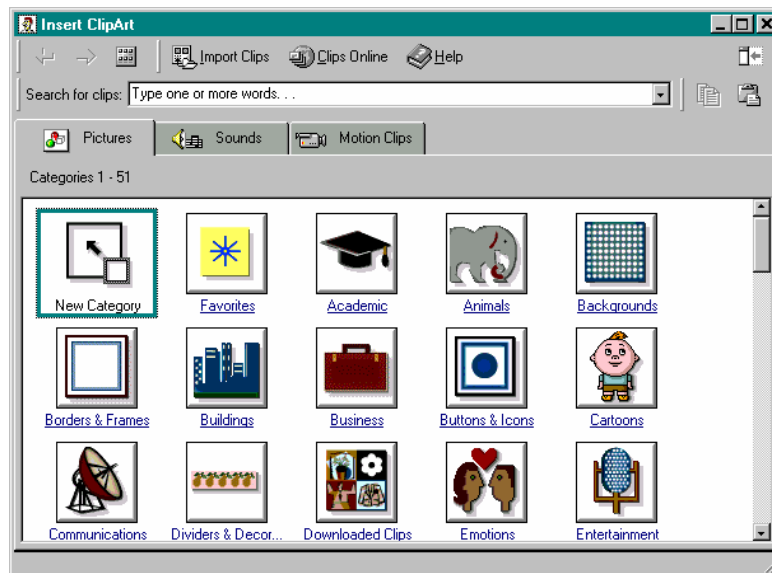 Insert ClipArt
Import Clips Clips Online Help
Search for clips: Type one or more words. . .
Pictures Sounds Motion Clips
Categories 1 - 51
New Category Favorites Academic Animals Backgrounds
Borders & Frames Buildings Business Buttons & Icons Cartoons
Communications Dividers & Decor... Downloaded Clips Emotions Entertainment